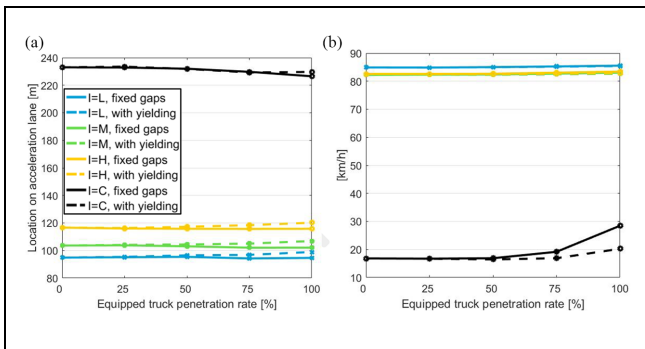 (a)
(b)
240
220
200
180
160
140
120
100
80
Location on acceleration lane [m]
I=L, fixed gaps
I=L, with yielding
I=M, fixed gaps
I=M, with yielding
I=H, fixed gaps
I=H, with yielding
I=C, fixed gaps
I=C, with yielding
0 25 50 75 100
Equipped truck penetration rate [%]
90
80
70
60
50
40
30
20
10
[km/h]
0 25 50 75 100
Equipped truck penetration rate [%]